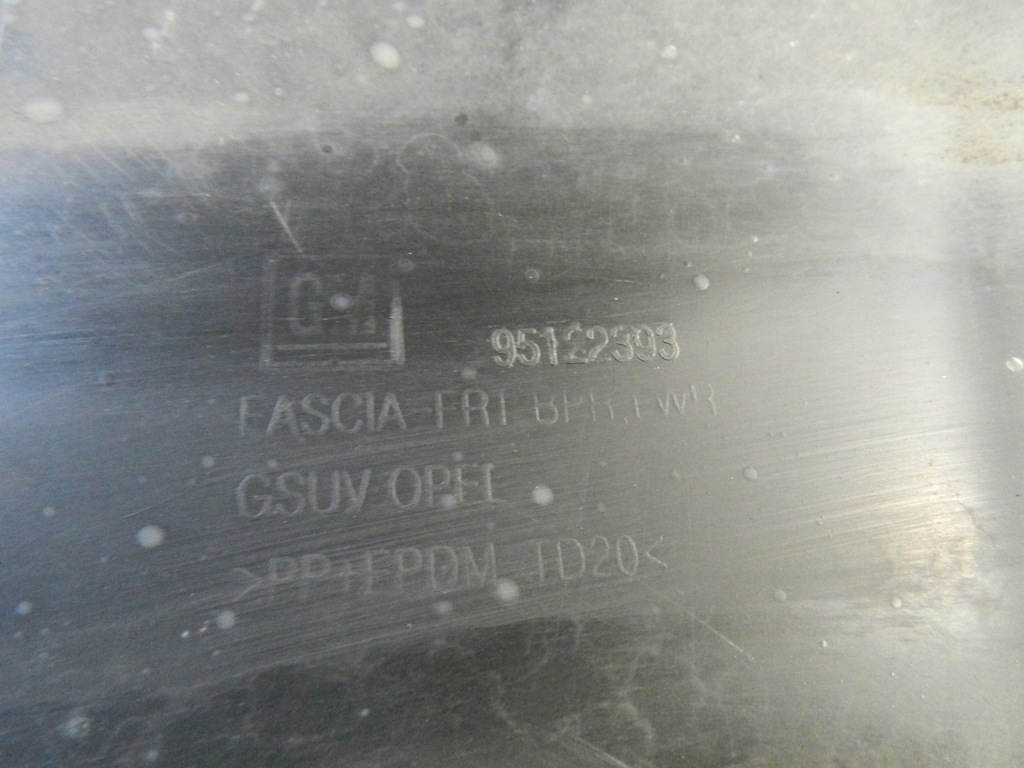 GM
95122393
FASCIA-FRT BPR, LWR
GSUV OPEL
>PP+EPDM TD20<